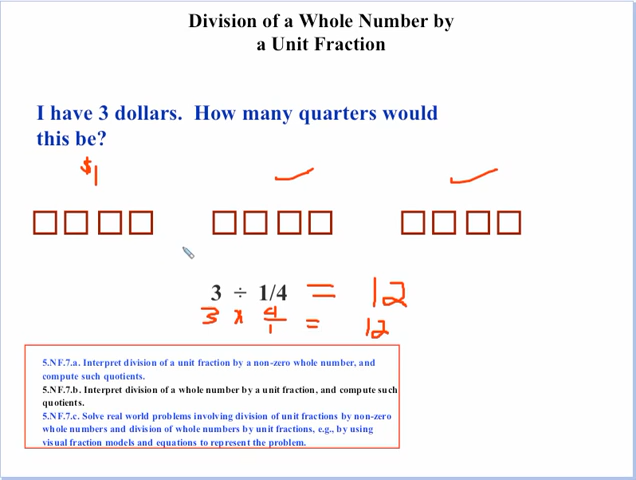 Division of a Whole Number by
a Unit Fraction
I have 3 dollars.  How many quarters would
this be?
$1
3 ÷ 1/4 = 12
3 x 4/1 = 12
5.NF.7.a. Interpret division of a unit fraction by a non-zero whole number, and
compute such quotients.
5.NF.7.b. Interpret division of a whole number by a unit fraction, and compute such
quotients.
5.NF.7.c. Solve real world problems involving division of unit fractions by non-zero
whole numbers and division of whole numbers by unit fractions, e.g., by using
visual fraction models and equations to represent the problem.